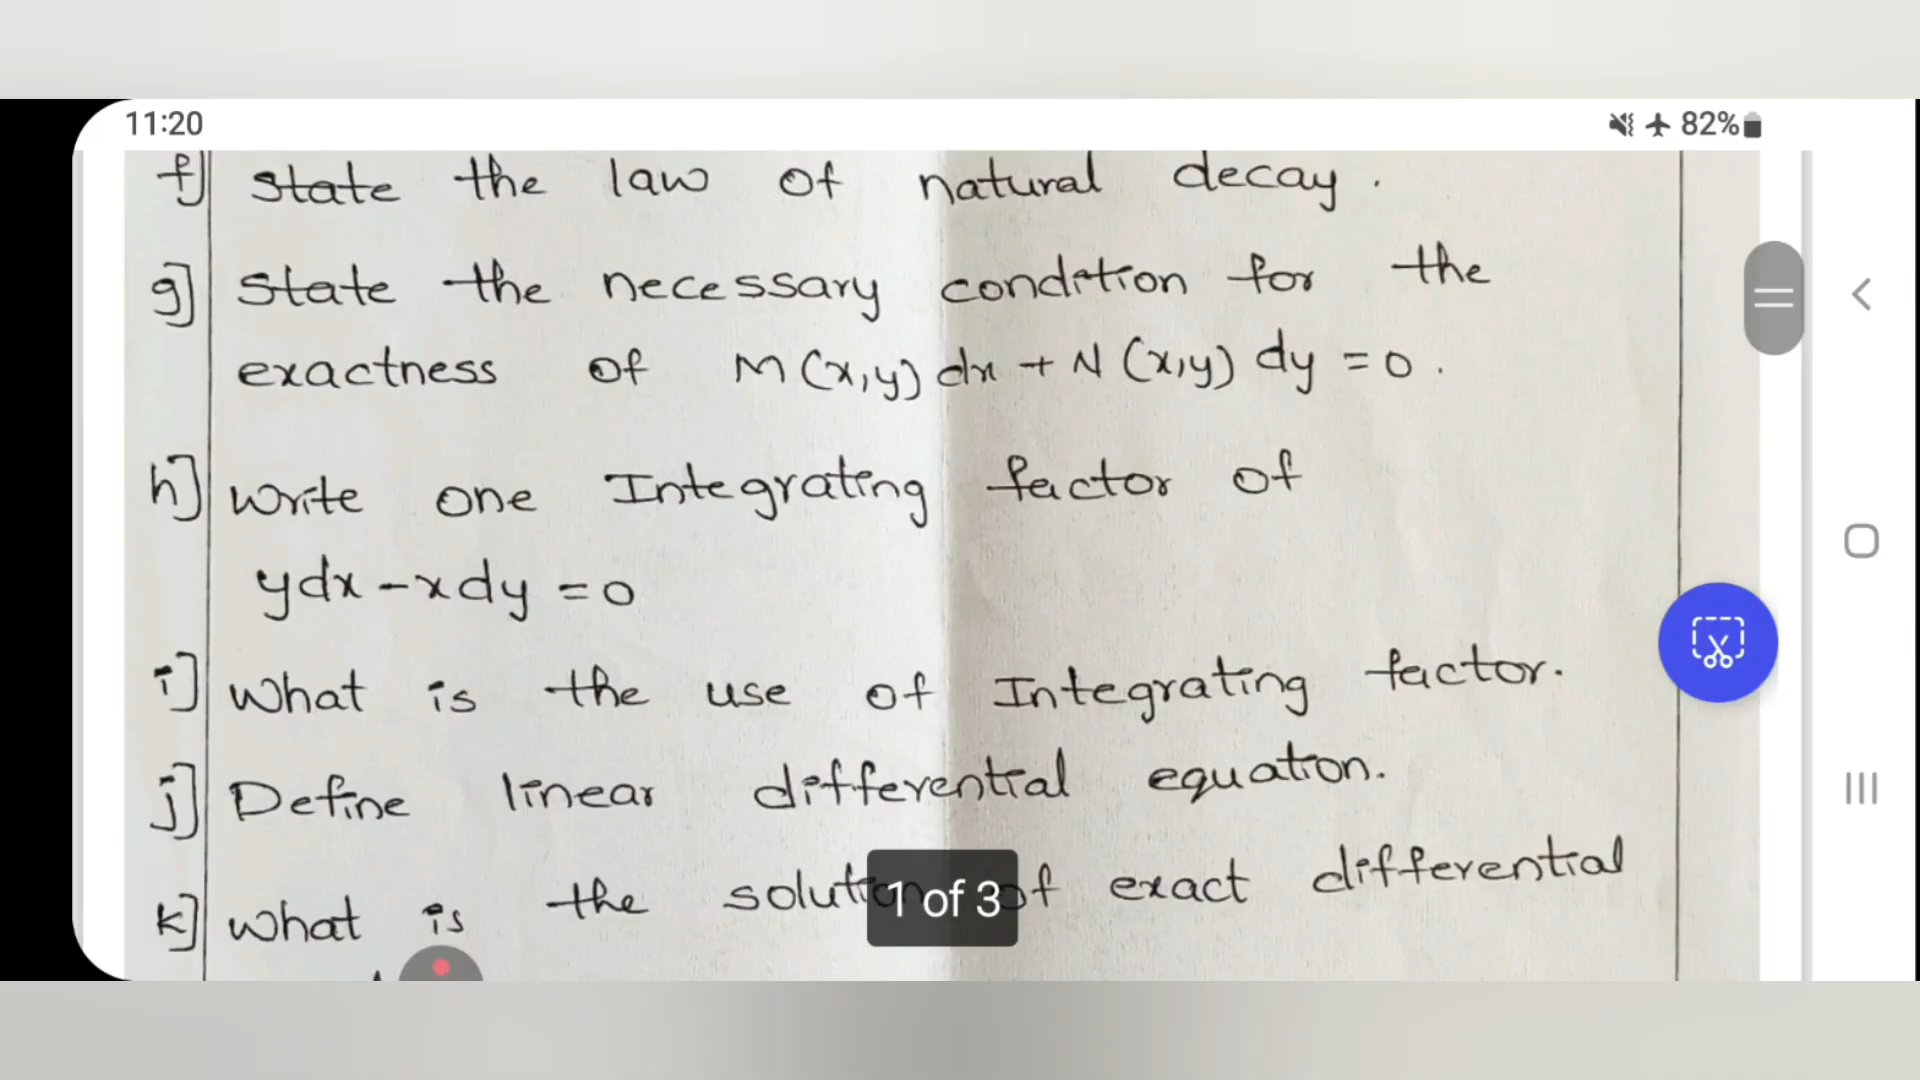 11:20
82%
f] State the law of natural decay.
g] State the necessary condition for the
exactness of M(x,y) dx + N (x,y) dy = 0.
h] Write one Integrating factor of
ydx - xdy = 0
i] What is the use of Integrating factor.
j] Define linear differential equation.
k] What is the solution of exact differential
1 of 3